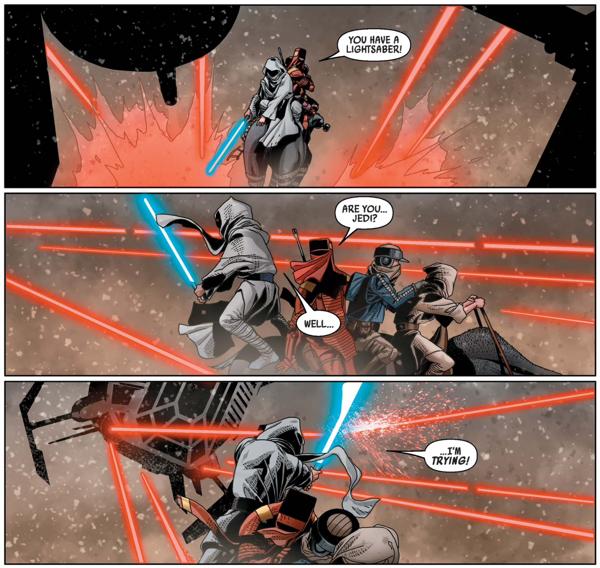 YOU HAVE A
LIGHTSABER!
ARE YOU...
JEDI?
WELL...
...I'M
TRYING!